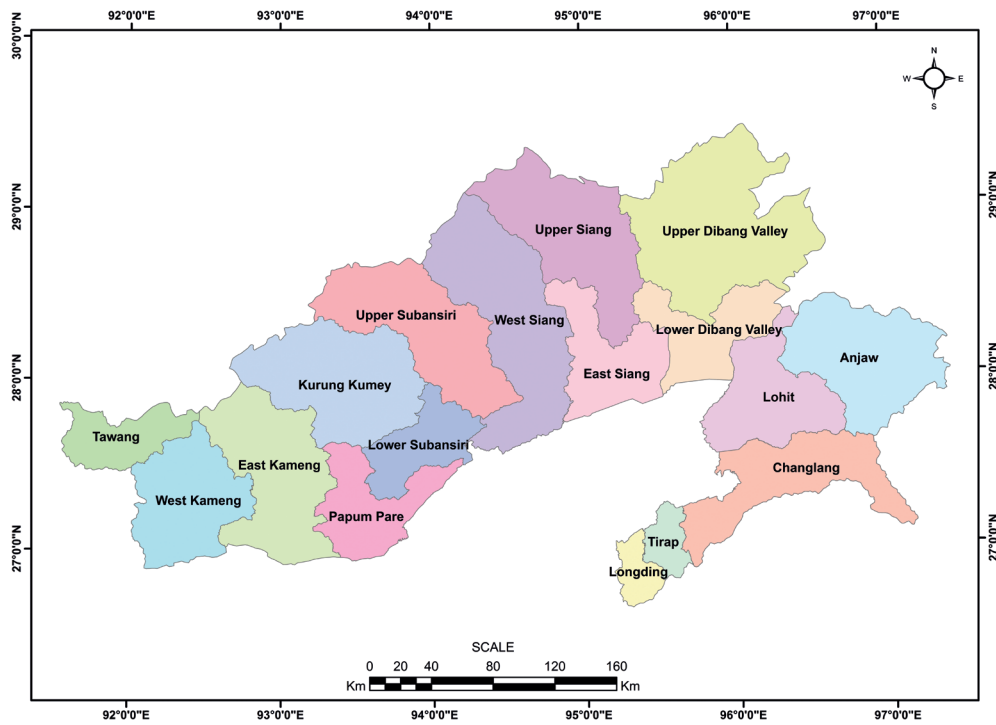 92°0'0"N 93°0'0"E 94°0'0"E 95°0'0"E 96°0'0"E 97°0'0"E
30°0'0"N
N
W E
S
29°0'0"N
29°0'0"N
Upper Siang
Upper Dibang Valley
Upper Subansiri
West Siang
Lower Dibang Valley
28°0'0"N
28°0'0"N
Anjaw
East Siang
Kurung Kumey
Lohit
Tawang
Lower Subansiri
East Kameng
Changlang
West Kameng
Papum Pare
27°0'0"N
27°0'0"N
Tirap
Longding
SCALE
0 20 40 80 120 160
Km Km
92°0'0"E 93°0'0"E 94°0'0"E 95°0'0"E 96°0'0"E 97°0'0"E